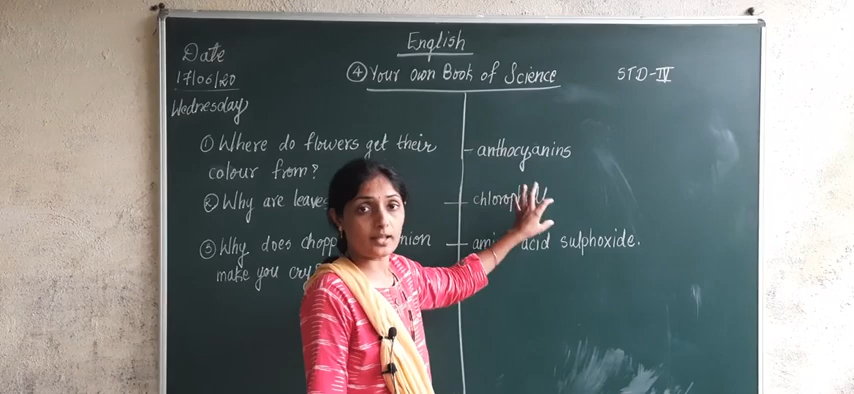 English
Date
17/06/20
Wednesday
④ Your own Book of Science
STD-IV
① Where do flowers get their
colour from?
- anthocyanins
② Why are
③ Why does
make you cry
- acid sulphoxide.